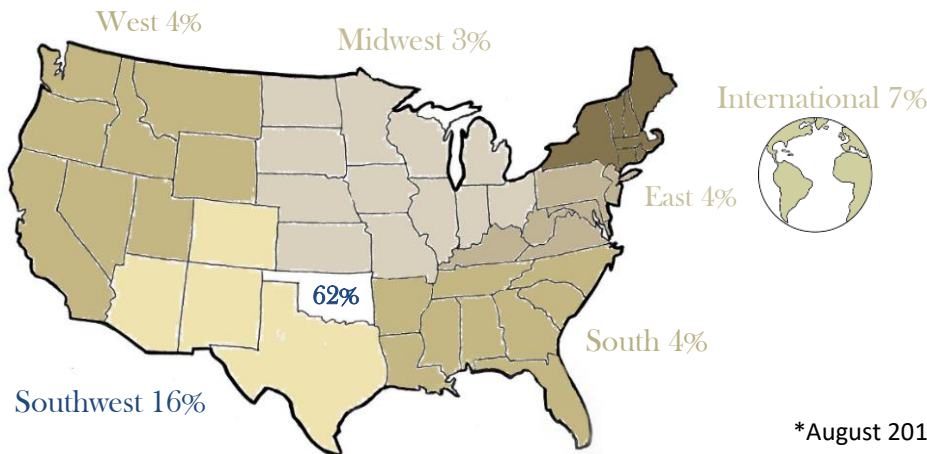 West 4%
Midwest 3%
International 7%
East 4%
62%
South 4%
Southwest 16%
*August 201